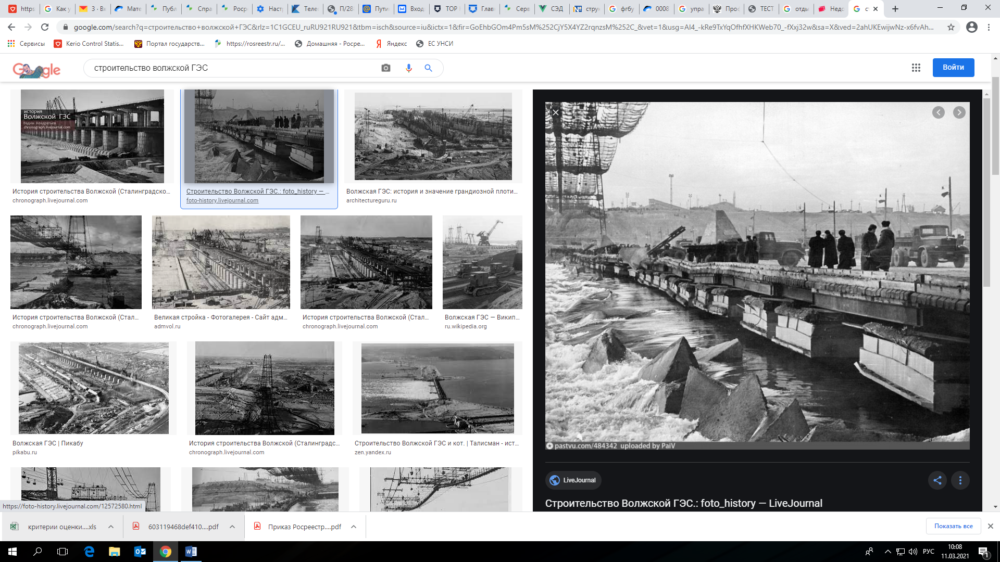 https
Как у
3 · Вх
Мате
Публ
Спра
Росре
Настр
Телес
П/28
Пути
Входя
ТОР
Главн
Серв
СЭД
струк
фгбу
0008
упра
Прос
ТЕСТ
отды
Недо
google.com/search?q=строительство+волжской+ГЭС&rlz=1C1GCEU_ruRU921RU921&tbm=isch&source=iu&ictx=1&fir=GoEhbGOm4Pm5sM%252CjY5X4YZ2rqnzsM%252C_&vet=1&usg=AI4_-kRe9TxYqOfhfXHKWeb70_-fXxj32w&sa=X&ved=2ahUKEwijwNz-x6fvAh...
Сервисы
Kerio Control Statis...
Портал государств...
https://rosreestr.ru/...
Домашняя - Росре...
Яндекс
ЕС УНСИ
Google
строительство волжской ГЭС
Войти
история
Волжской ГЭС
Вадим Кондратьев
chronograph.livejournal.com
История строительства Волжской (Сталинградско...
chronograph.livejournal.com
Строительство Волжской ГЭС.: foto_history — ...
foto-history.livejournal.com
Волжская ГЭС: история и значение грандиозной плоти...
architectureguru.ru
История строительства Волжской (Стал...
chronograph.livejournal.com
Великая стройка - Фотогалерея - Сайт адм...
admvol.ru
История строительства Волжской (Стал...
chronograph.livejournal.com
Волжская ГЭС — Викип...
ru.wikipedia.org
Волжская ГЭС | Пикабу
pikabu.ru
История строительства Волжской (Сталинградс...
chronograph.livejournal.com
Строительство Волжской ГЭС и кот. | Талисман - ист...
zen.yandex.ru
pastvu.com/484342 uploaded by PaiV
LiveJournal
Строительство Волжской ГЭС.: foto_history — LiveJournal
https://foto-history.livejournal.com/12572580.html
критерии оценки....xls
603119468def410....pdf
Приказ Росреестр....pdf
Показать все
РУС
10:08
11.03.2021
1